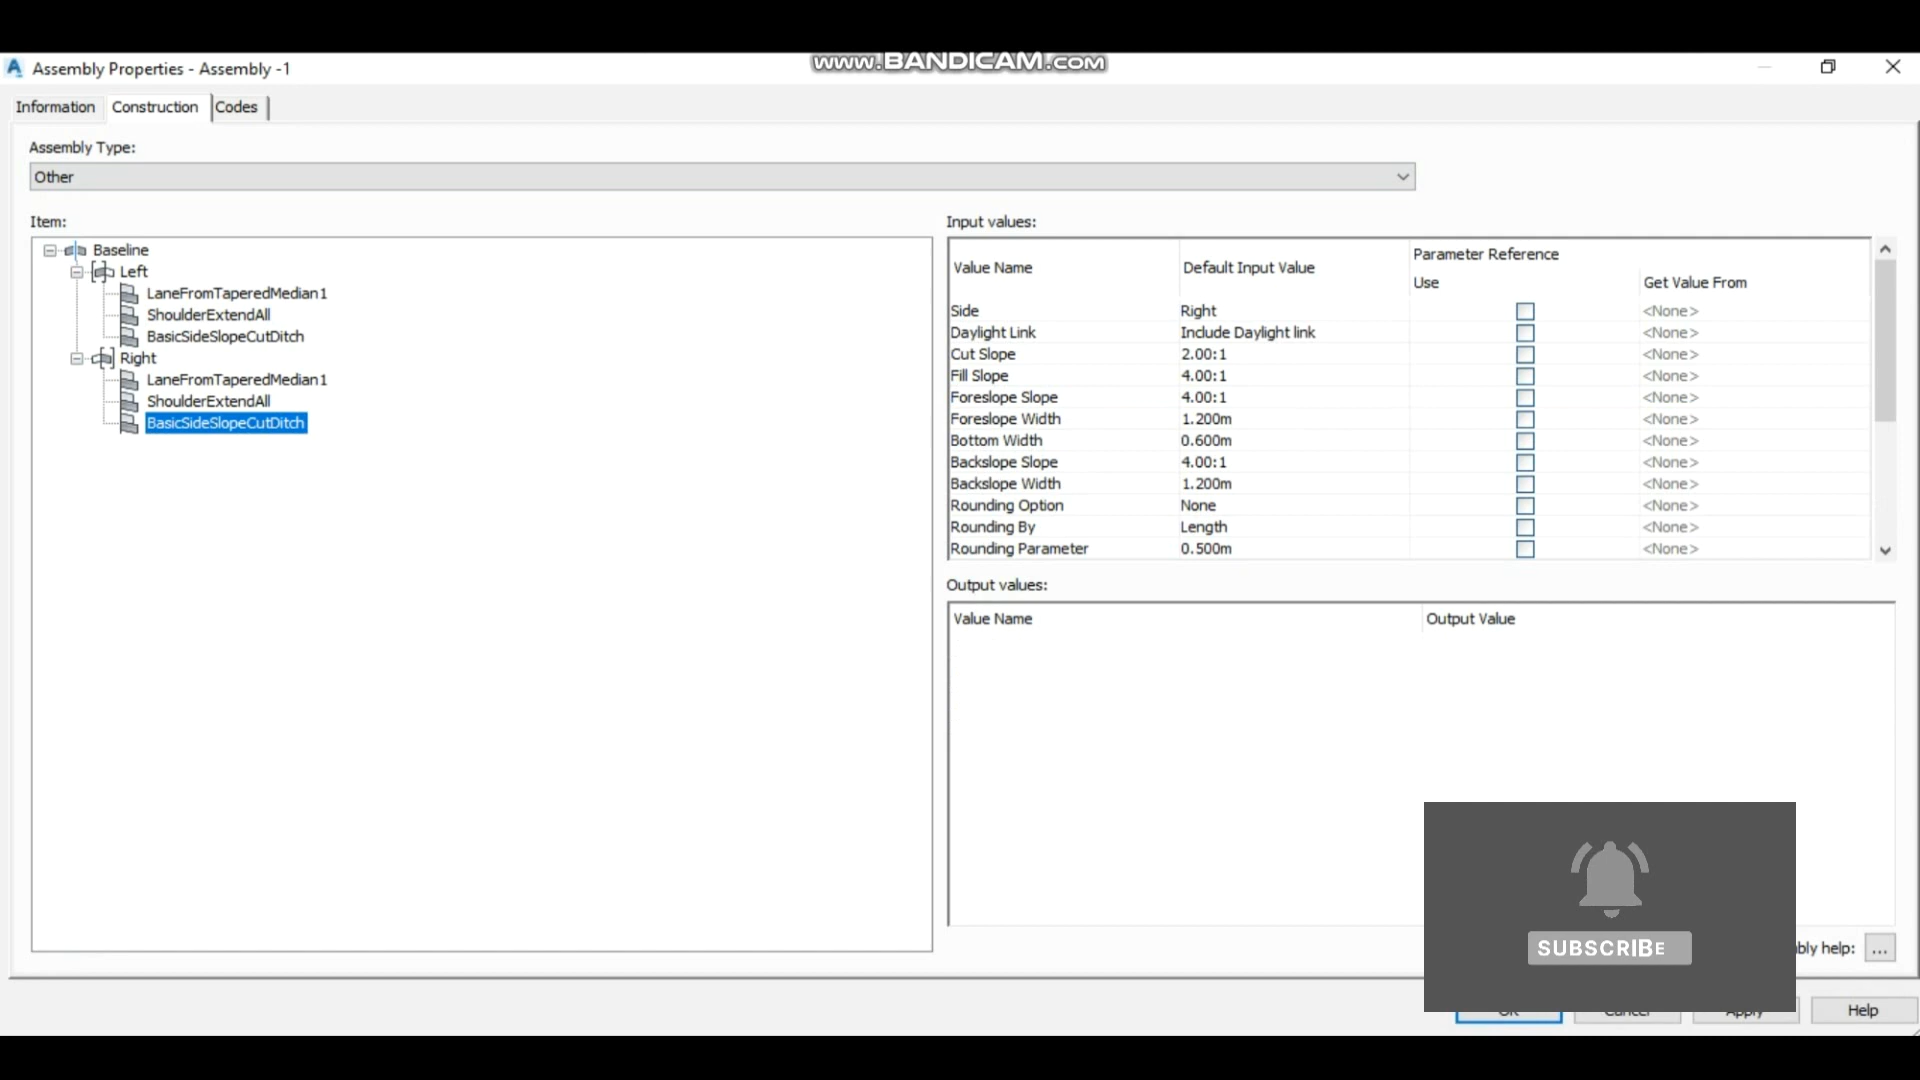 www.BANDICAM.com
Assembly Properties - Assembly -1
Information Construction Codes
Assembly Type:
Other
Item:
Baseline
Left
LaneFromTaperedMedian1
ShoulderExtendAll
BasicSideSlopeCutDitch
Right
LaneFromTaperedMedian1
ShoulderExtendAll
BasicSideSlopeCutDitch
Input values:
Value Name Default Input Value Parameter Reference
Use Get Value From
Side Right <None>
Daylight Link Include Daylight link <None>
Cut Slope 2.00:1 <None>
Fill Slope 4.00:1 <None>
Foreslope Slope 4.00:1 <None>
Foreslope Width 1.200m <None>
Bottom Width 0.600m <None>
Backslope Slope 4.00:1 <None>
Backslope Width 1.200m <None>
Rounding Option None <None>
Rounding By Length <None>
Rounding Parameter 0.500m <None>
Output values:
Value Name Output Value
SUBSCRIBE
bly help: ...
OK Cancel Apply Help